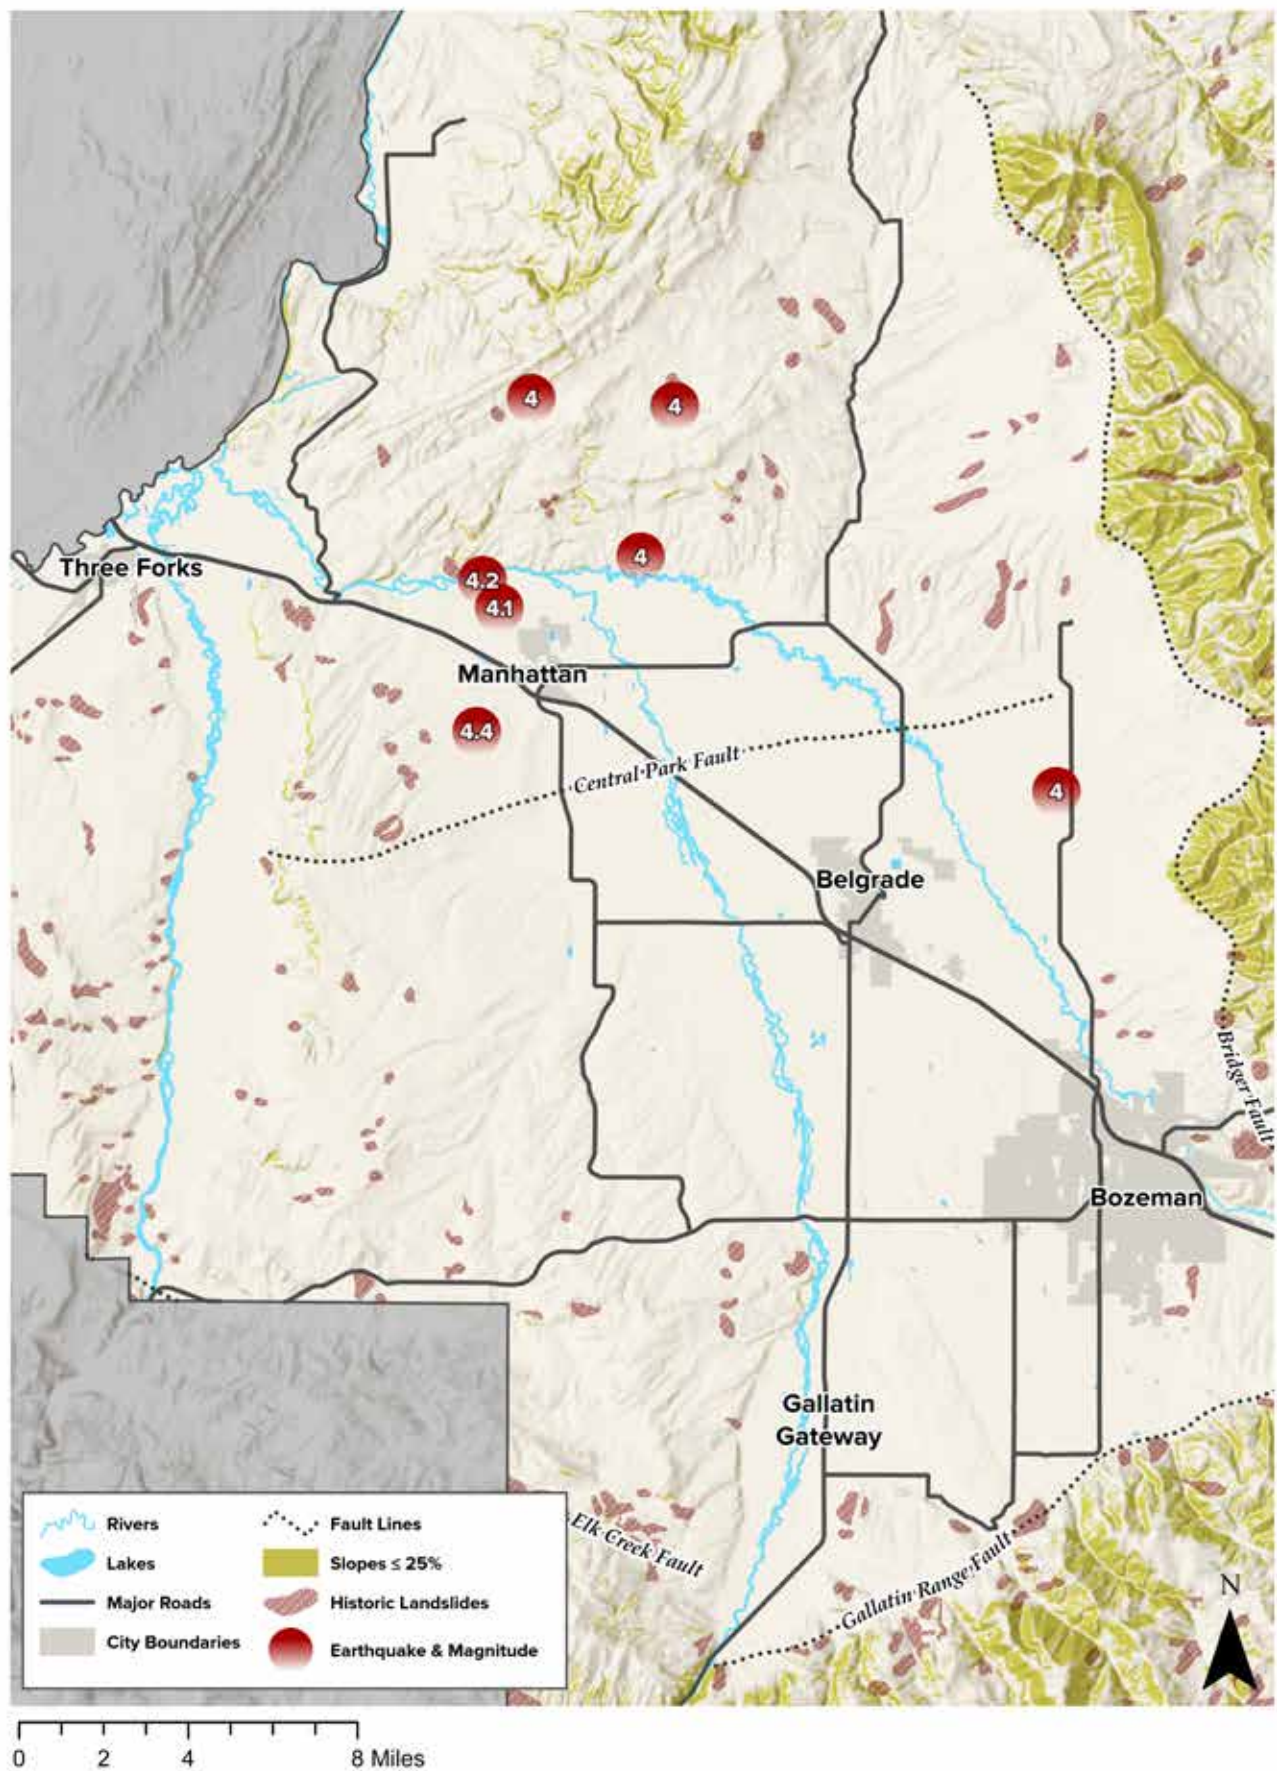 4
4
4
4.2
4.1
Three Forks
Manhattan
4.4
Central Park Fault
4
Belgrade
Bridger Fault
Bozeman
Gallatin
Gateway
Elk Creek Fault
Gallatin Range Fault
N
Rivers
Lakes
Major Roads
City Boundaries
Fault Lines
Slopes ≤ 25%
Historic Landslides
Earthquake & Magnitude
0 2 4 8 Miles